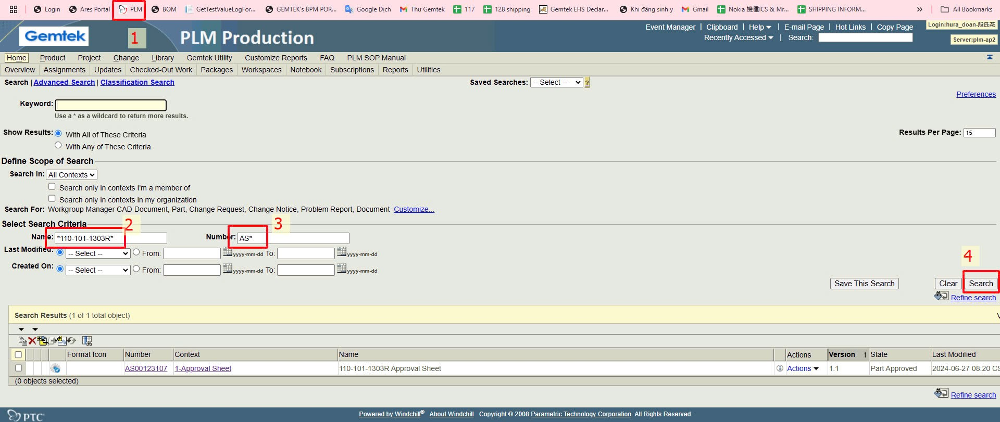 Login Ares Portal PLM BOM GetTestValueLogFor... GEMTEK's BPM POR... Google Dịch Thư Gemtek 117 128 shipping Gemtek EHS Declar... Khi đâng sinh y Gmail Nokia 機種ICS & Mr... SHIPPING INFORM... » All Bookmarks
Gemtek 1 PLM Production
Event Manager | Clipboard | Help | E-mail Page | Hot Links | Copy Page
Login:hura_doan-段氏花
Recently Accessed | Search:
Server:plm-ap2
Home Product Project Change Library Gemtek Utility Customize Reports FAQ PLM SOP Manual
Overview Assignments Updates Checked-Out Work Packages Workspaces Notebook Subscriptions Reports Utilities
Search | Advanced Search | Classification Search Saved Searches: -- Select -- ?
Preferences
Keyword:
Use a * as a wildcard to return more results.
Show Results: With All of These Criteria Results Per Page: 15
With Any of These Criteria
Define Scope of Search
Search In: All Contexts
Search only in contexts I'm a member of
Search only in contexts in my organization
Search For: Workgroup Manager CAD Document, Part, Change Request, Change Notice, Problem Report, Document Customize...
Select Search Criteria 2 3
Name: *110-101-1303R* Number: AS*
Last Modified: -- Select -- From: yyyy-mm-dd To: yyyy-mm-dd
4
Created On: -- Select -- From: yyyy-mm-dd To: yyyy-mm-dd
Save This Search Clear Search
Refine search
Search Results (1 of 1 total object)
Format Icon Number Context Name Actions Version ↑ State Last Modified
AS00123107 1-Approval Sheet 110-101-1303R Approval Sheet Actions 1.1 Part Approved 2024-06-27 08:20 CS
(0 objects selected)
Refine search
PTC® Powered by Windchill® About Windchill Copyright © 2008 Parametric Technology Corporation. All Rights Reserved.